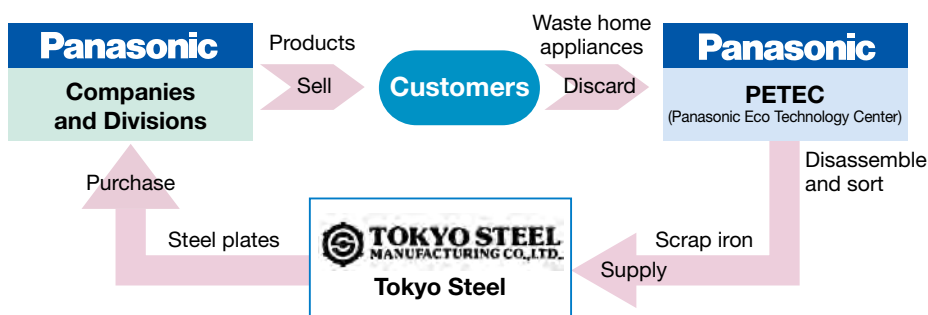 Panasonic
Companies
and Divisions
Products
Sell
Customers
Waste home
appliances
Discard
Panasonic
PETEC
(Panasonic Eco Technology Center)
Disassemble
and sort
Scrap iron
Supply
TOKYO STEEL
MANUFACTURING CO.,LTD.
Tokyo Steel
Steel plates
Purchase